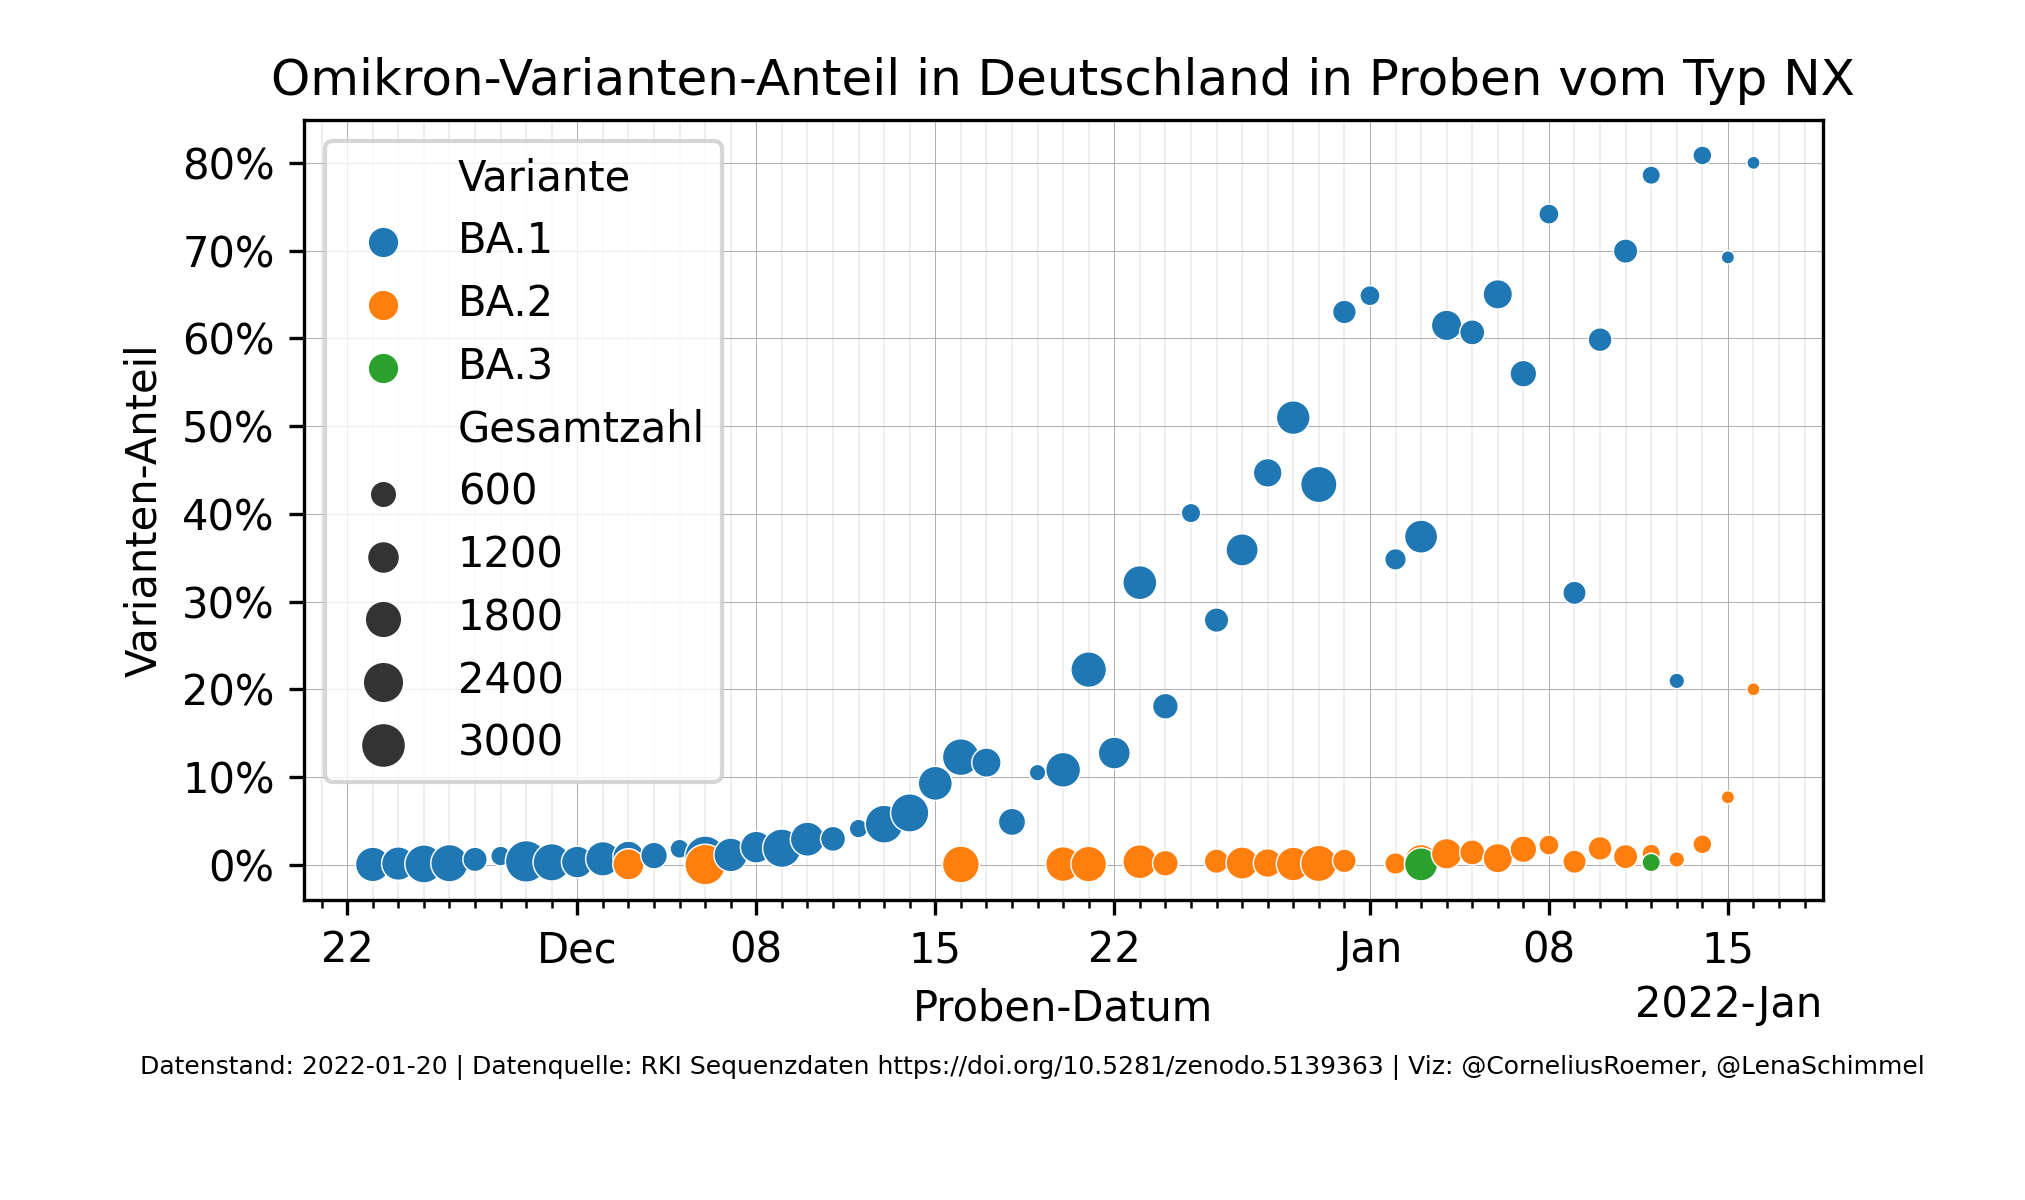 Omikron-Varianten-Anteil in Deutschland in Proben vom Typ NX
Varianten-Anteil
80%
70%
60%
50%
40%
30%
20%
10%
0%
Variante
BA.1
BA.2
BA.3
Gesamtzahl
600
1200
1800
2400
3000
22 Dec 08 15 22 Jan 08 15
Proben-Datum
2022-Jan
Datenstand: 2022-01-20 | Datenquelle: RKI Sequenzdaten https://doi.org/10.5281/zenodo.5139363 | Viz: @CorneliusRoemer, @LenaSchimmel